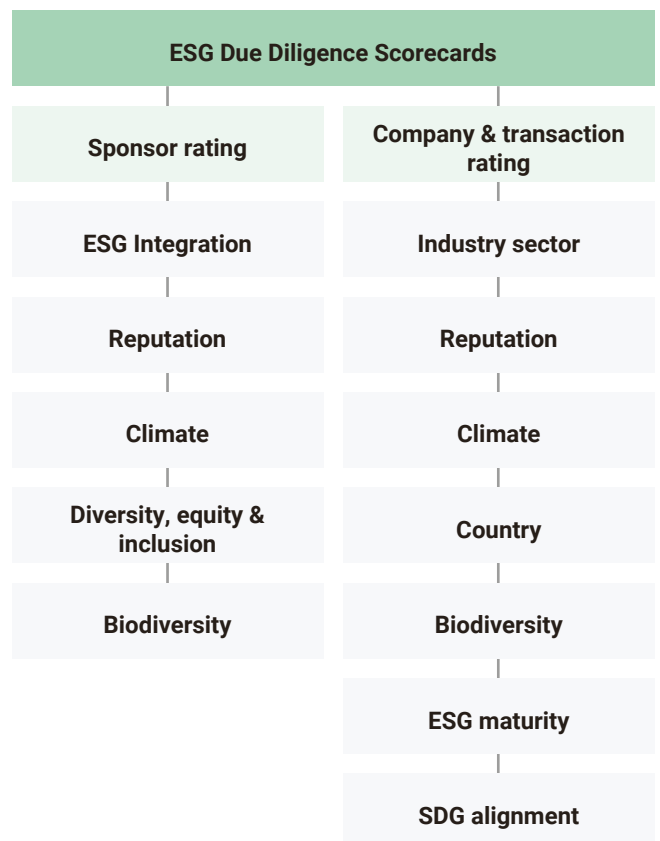 ESG Due Diligence Scorecards
Sponsor rating
ESG Integration
Reputation
Climate
Diversity, equity &
inclusion
Biodiversity
Company & transaction
rating
Industry sector
Reputation
Climate
Country
Biodiversity
ESG maturity
SDG alignment